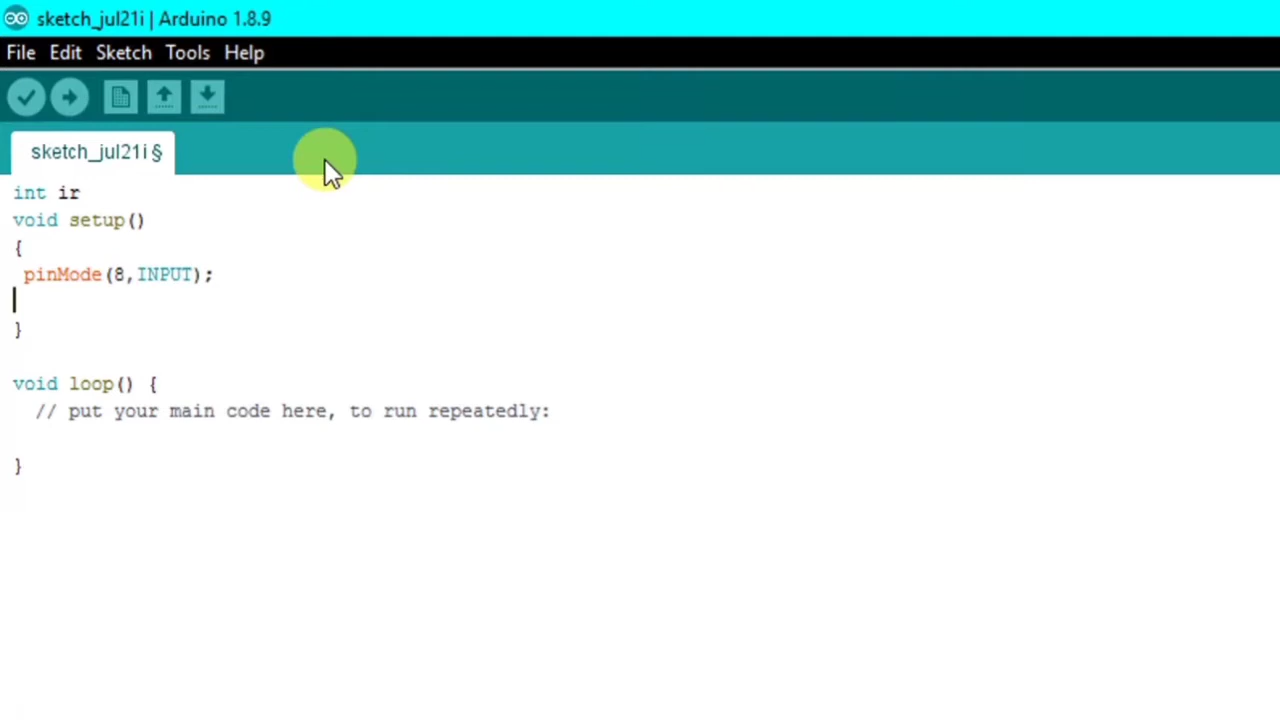 sketch_jul21i | Arduino 1.8.9
File Edit Sketch Tools Help
sketch_jul21i §
int ir
void setup()
{
pinMode(8,INPUT);
}
void loop() {
// put your main code here, to run repeatedly:
}